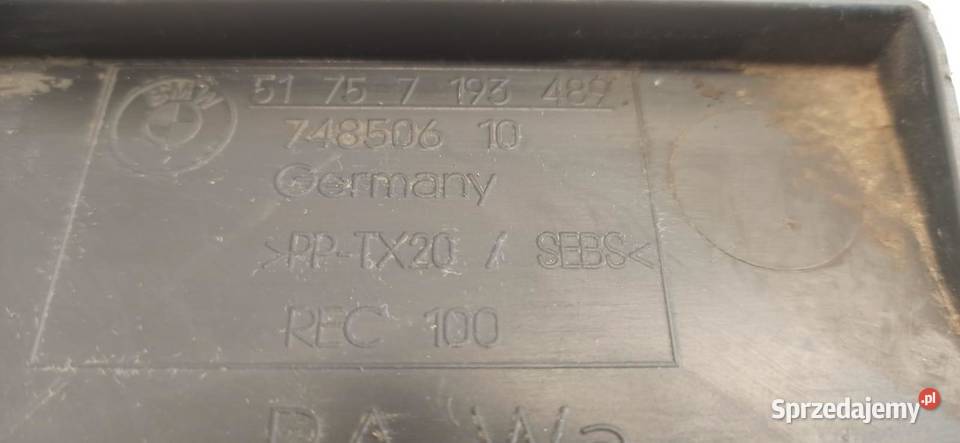 BMW
51 75 7 193 489
748506 10
Germany
>PP-TX20 / SEBS<
REC 100
Sprzedajemy.pl